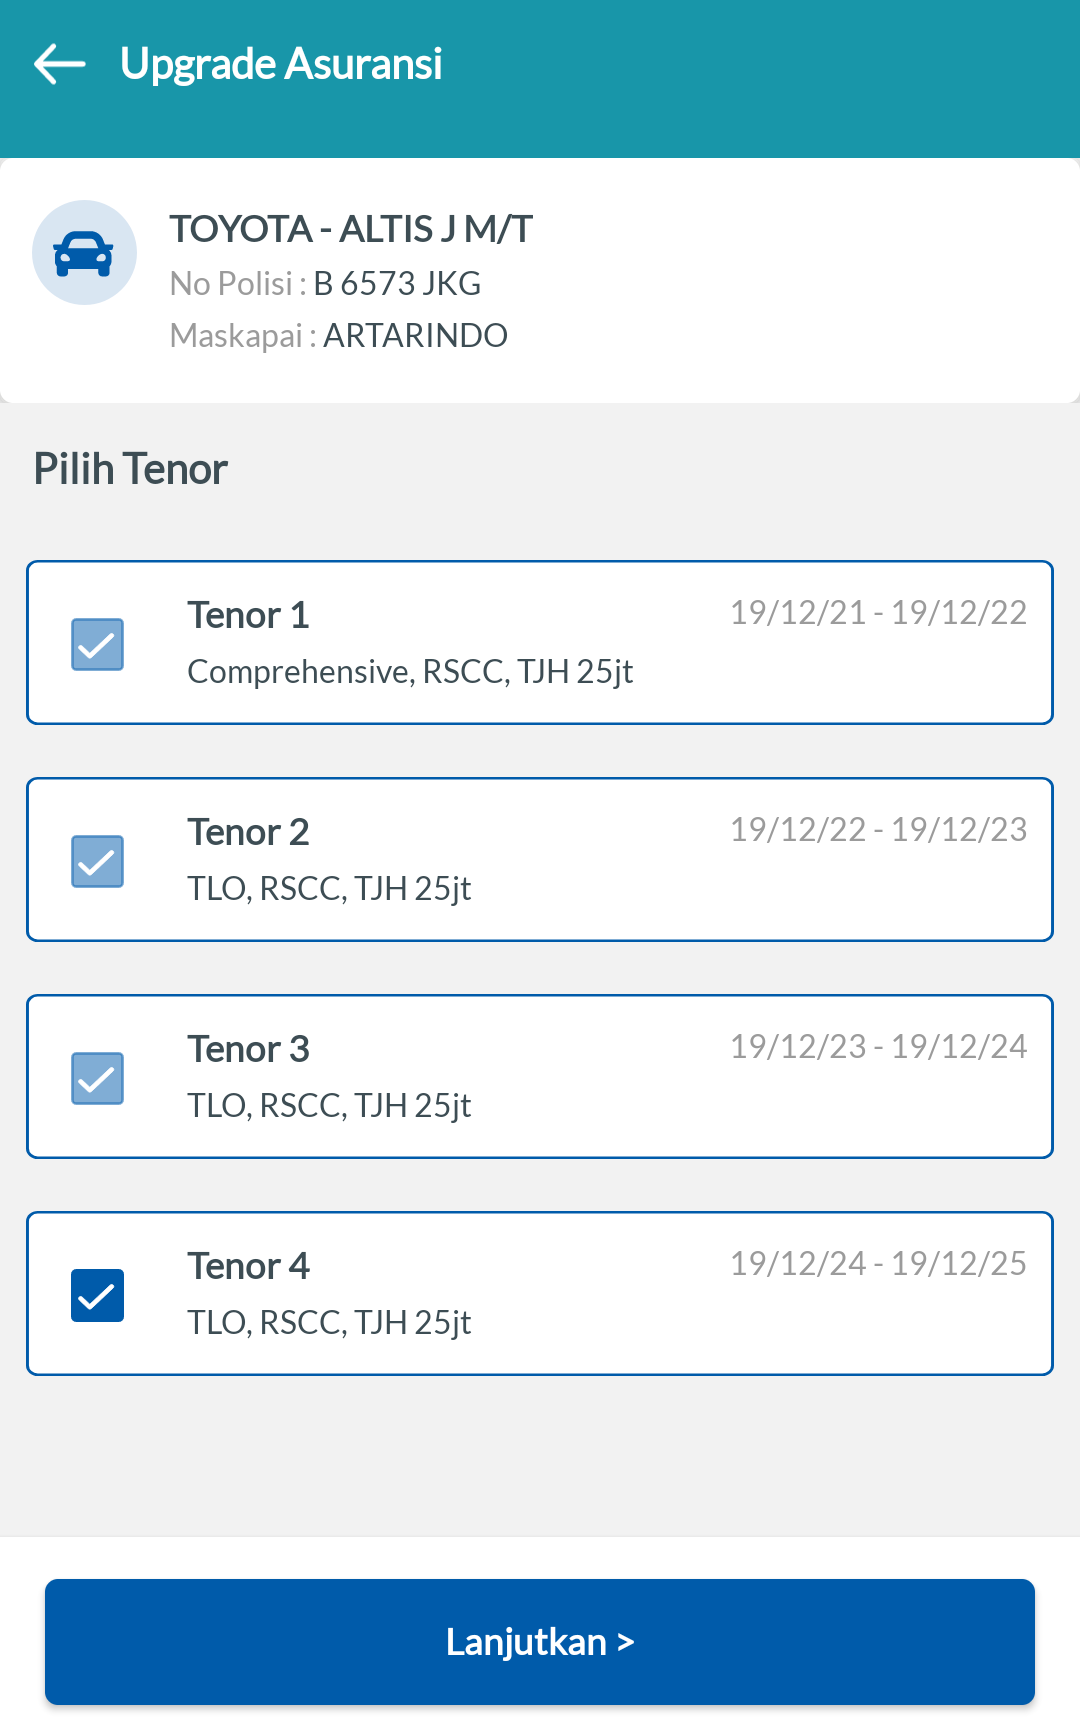 Upgrade Asuransi
TOYOTA - ALTIS J M/T
No Polisi : B 6573 JKG
Maskapai : ARTARINDO
Pilih Tenor
Tenor 1
19/12/21 - 19/12/22
Comprehensive, RSCC, TJH 25jt
Tenor 2
19/12/22 - 19/12/23
TLO, RSCC, TJH 25jt
Tenor 3
19/12/23 - 19/12/24
TLO, RSCC, TJH 25jt
Tenor 4
19/12/24 - 19/12/25
TLO, RSCC, TJH 25jt
Lanjutkan >